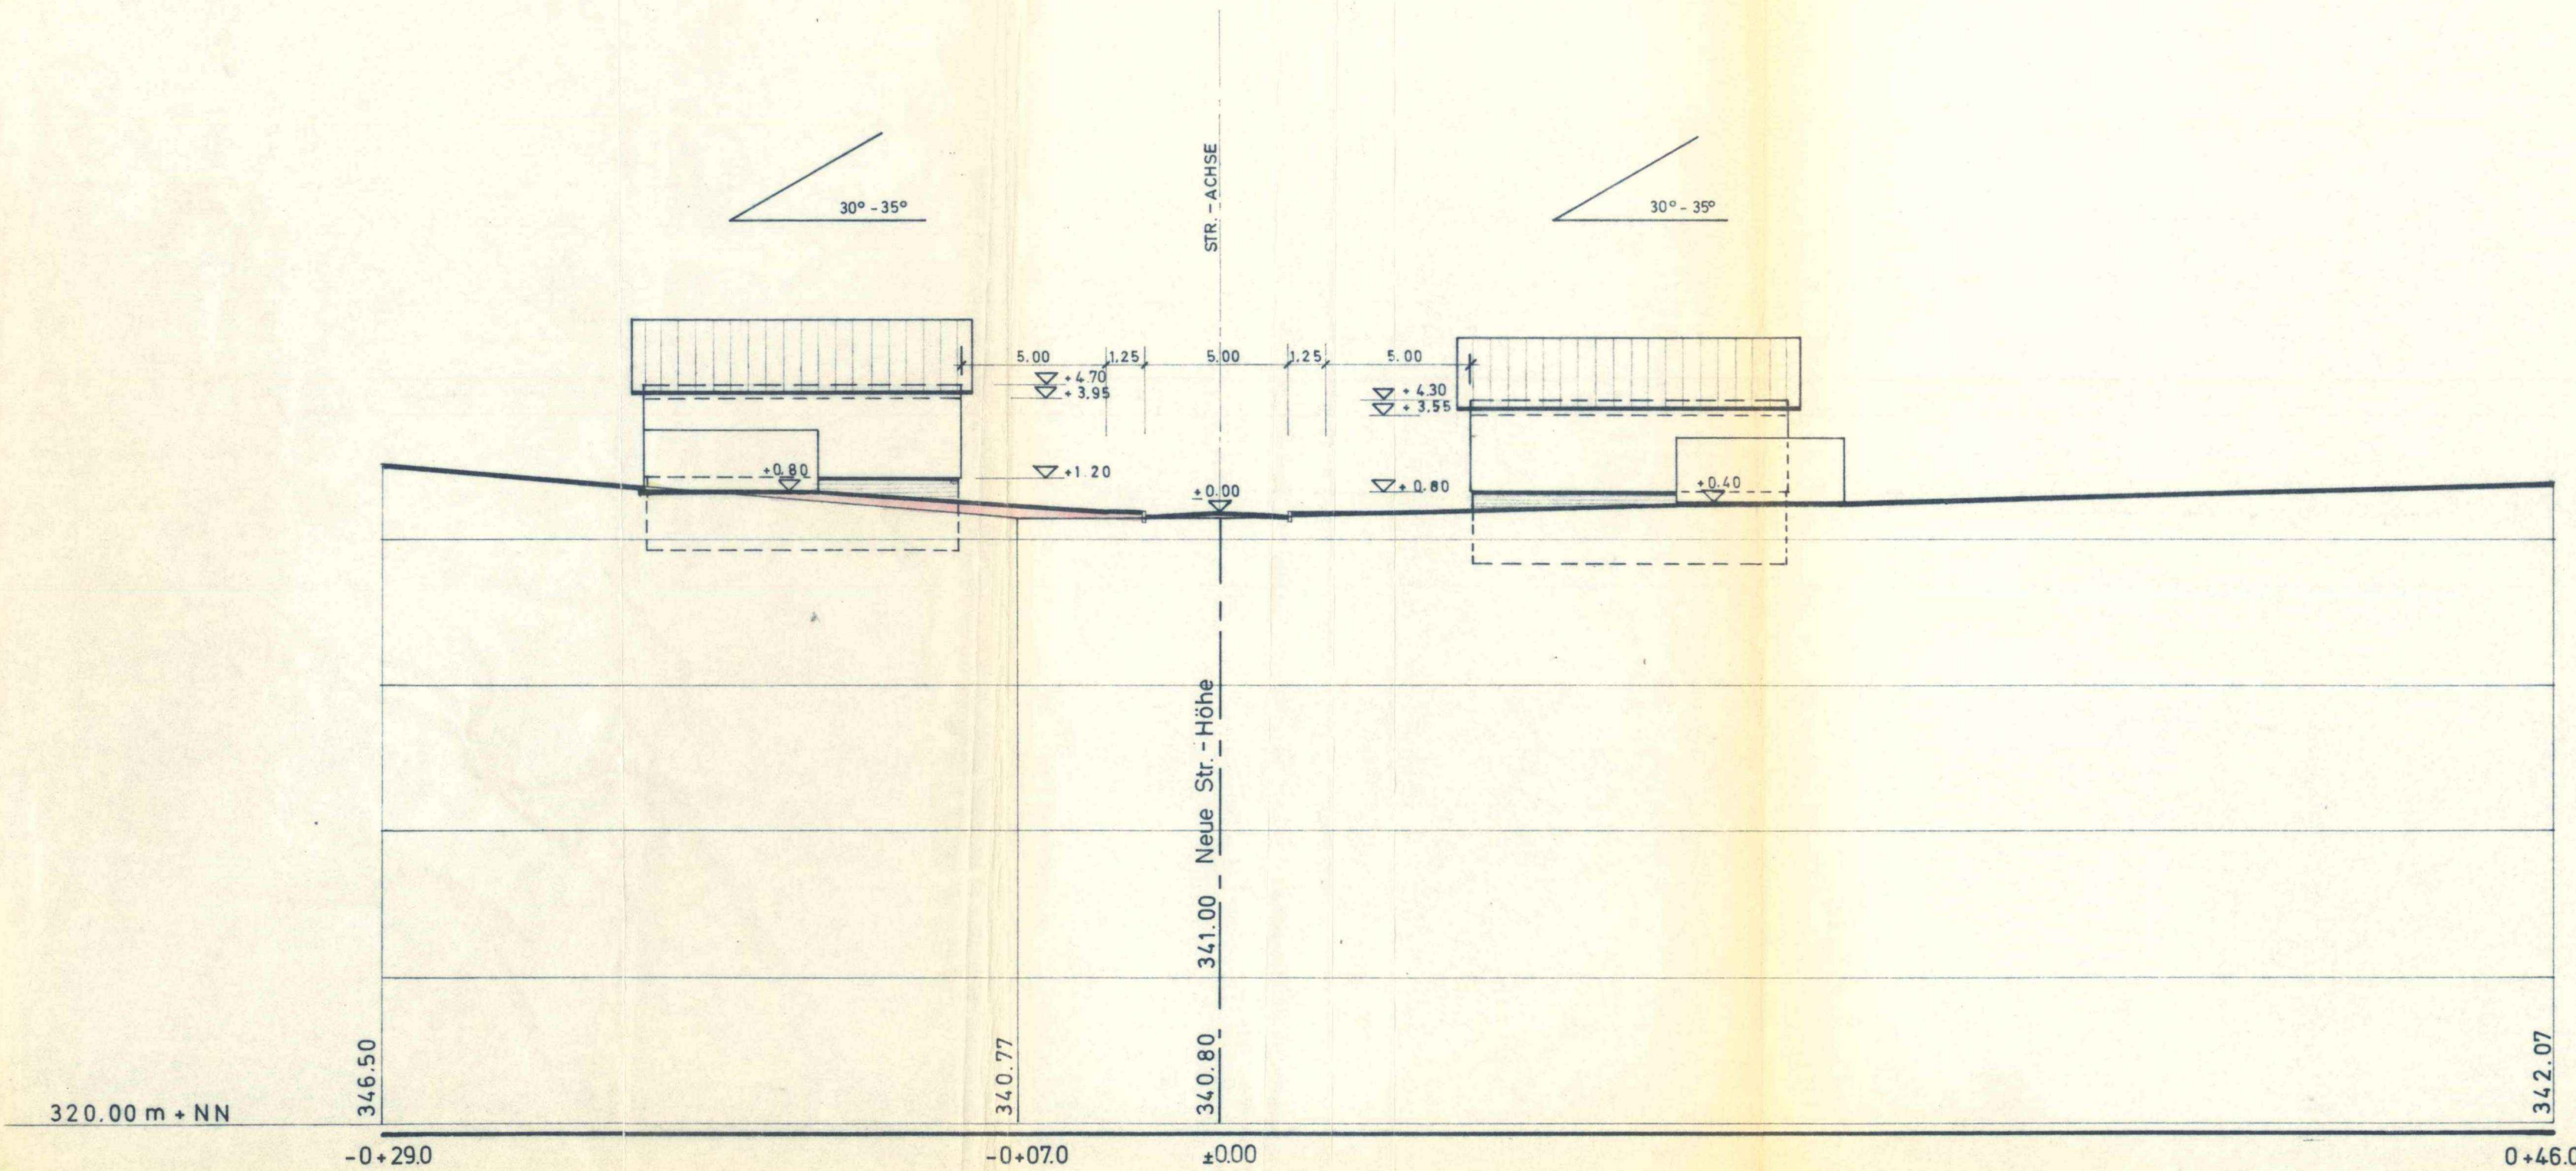 STR. - ACHSE
30° - 35°
30° - 35°
5.00 1,25 5.00 1,25 5.00
+ 4.70
+ 3.95
+ 4.30
+ 3.55
+0.80
+1.20
±0.00
+ 0.80
+0.40
341.00 Neue Str. - Höhe
346.50
340.77
340.80
342.07
320.00 m + NN
-0+29.0
-0+07.0
±0.00
0+46.0